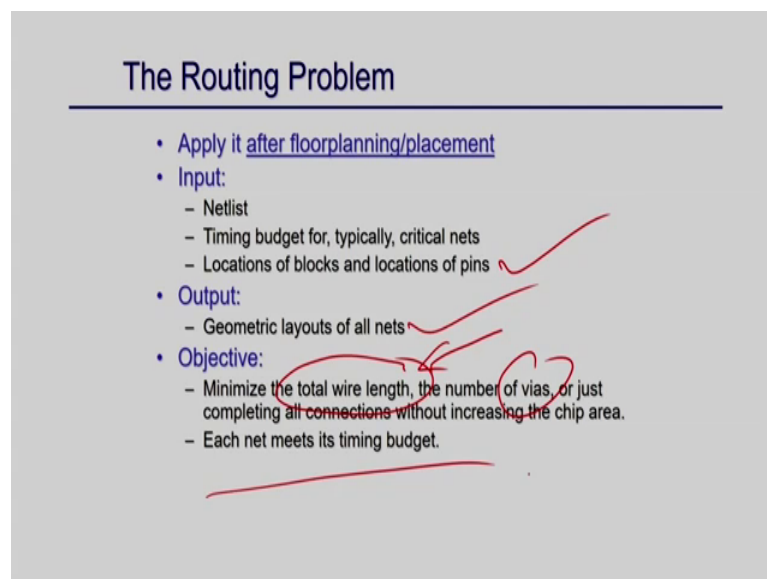 The Routing Problem
• Apply it after floorplanning/placement
• Input:
– Netlist
– Timing budget for, typically, critical nets
– Locations of blocks and locations of pins
• Output:
– Geometric layouts of all nets
• Objective:
– Minimize the total wire length, the number of vias, or just
completing all connections without increasing the chip area.
– Each net meets its timing budget.